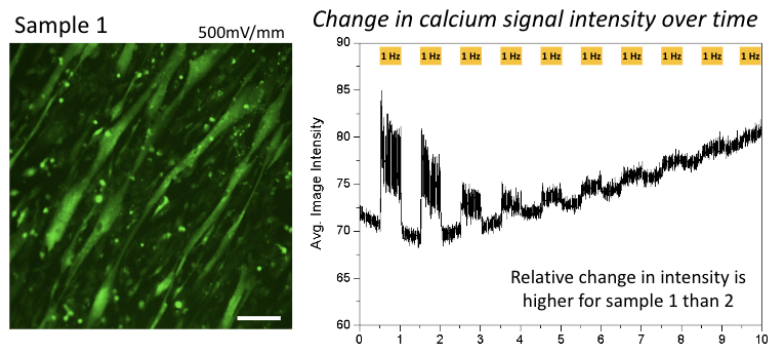 Sample 1
500mV/mm
Change in calcium signal intensity over time
90
85
80
75
70
65
60
Avg. Image Intensity
1 Hz 1 Hz 1 Hz 1 Hz 1 Hz 1 Hz 1 Hz 1 Hz 1 Hz 1 Hz
Relative change in intensity is
higher for sample 1 than 2
0 1 2 3 4 5 6 7 8 9 10